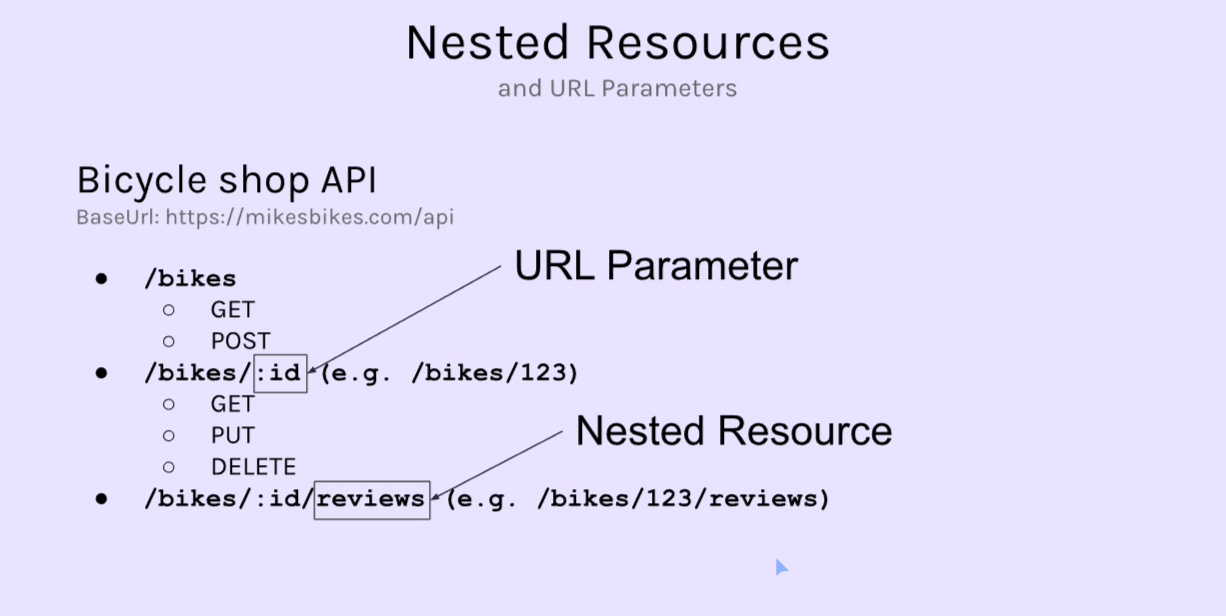 Nested Resources
and URL Parameters
Bicycle shop API
BaseUrl: https://mikesbikes.com/api
URL Parameter
● /bikes
○ GET
○ POST
● /bikes/:id (e.g. /bikes/123)
○ GET
○ PUT
○ DELETE
Nested Resource
● /bikes/:id/reviews (e.g. /bikes/123/reviews)